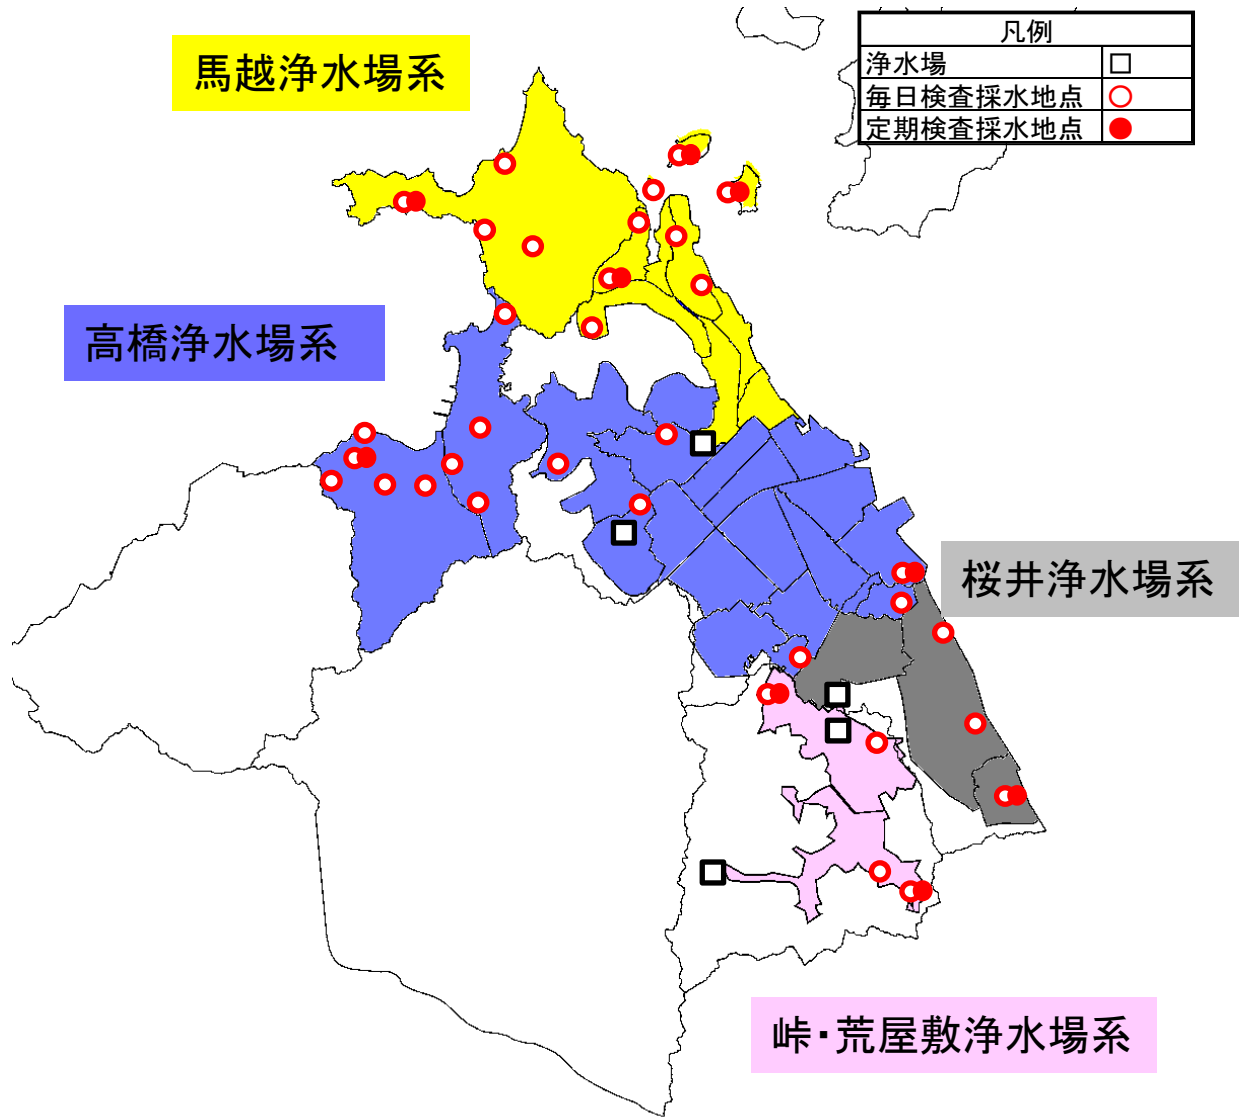 凡例
浄水場
毎日検査採水地点
定期検査採水地点
馬越浄水場系
高橋浄水場系
桜井浄水場系
峠・荒屋敷浄水場系